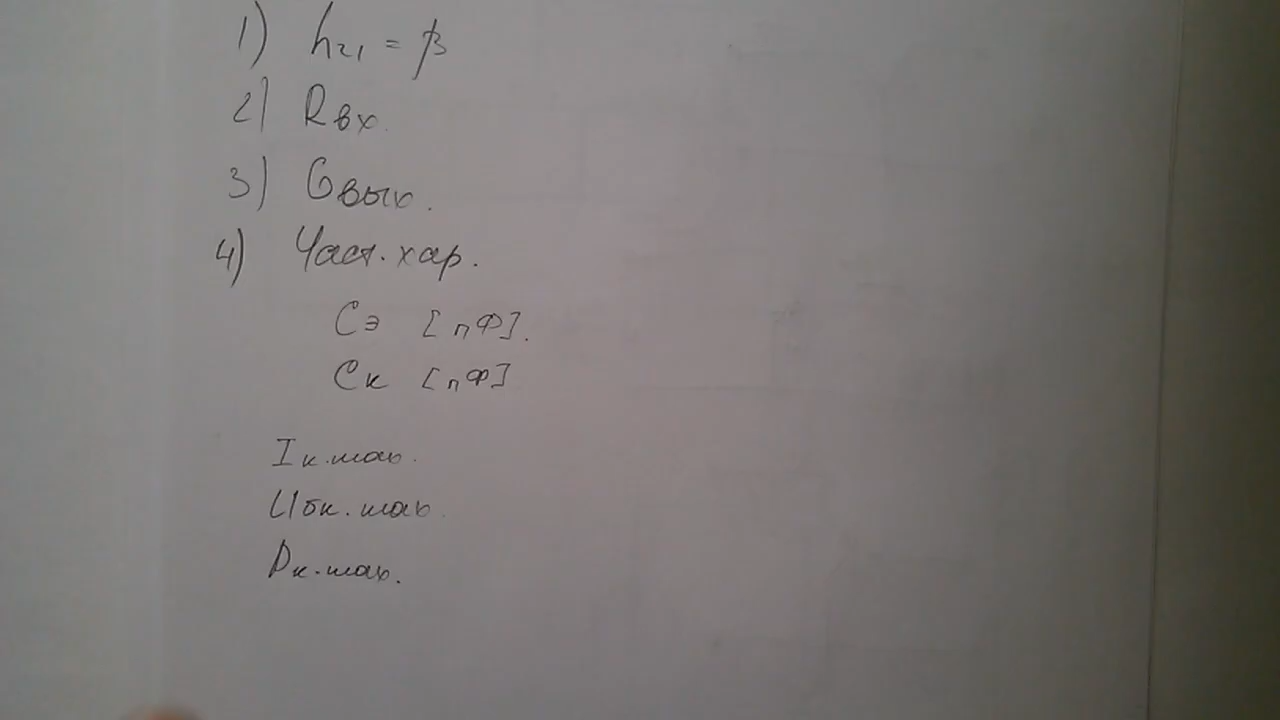 1) h21 = β
2) Rвх.
3) Gвых.
4) Част. хар.
Cэ [пФ].
Cк [пФ]
Iк.max.
Uбк.max.
Pк.max.